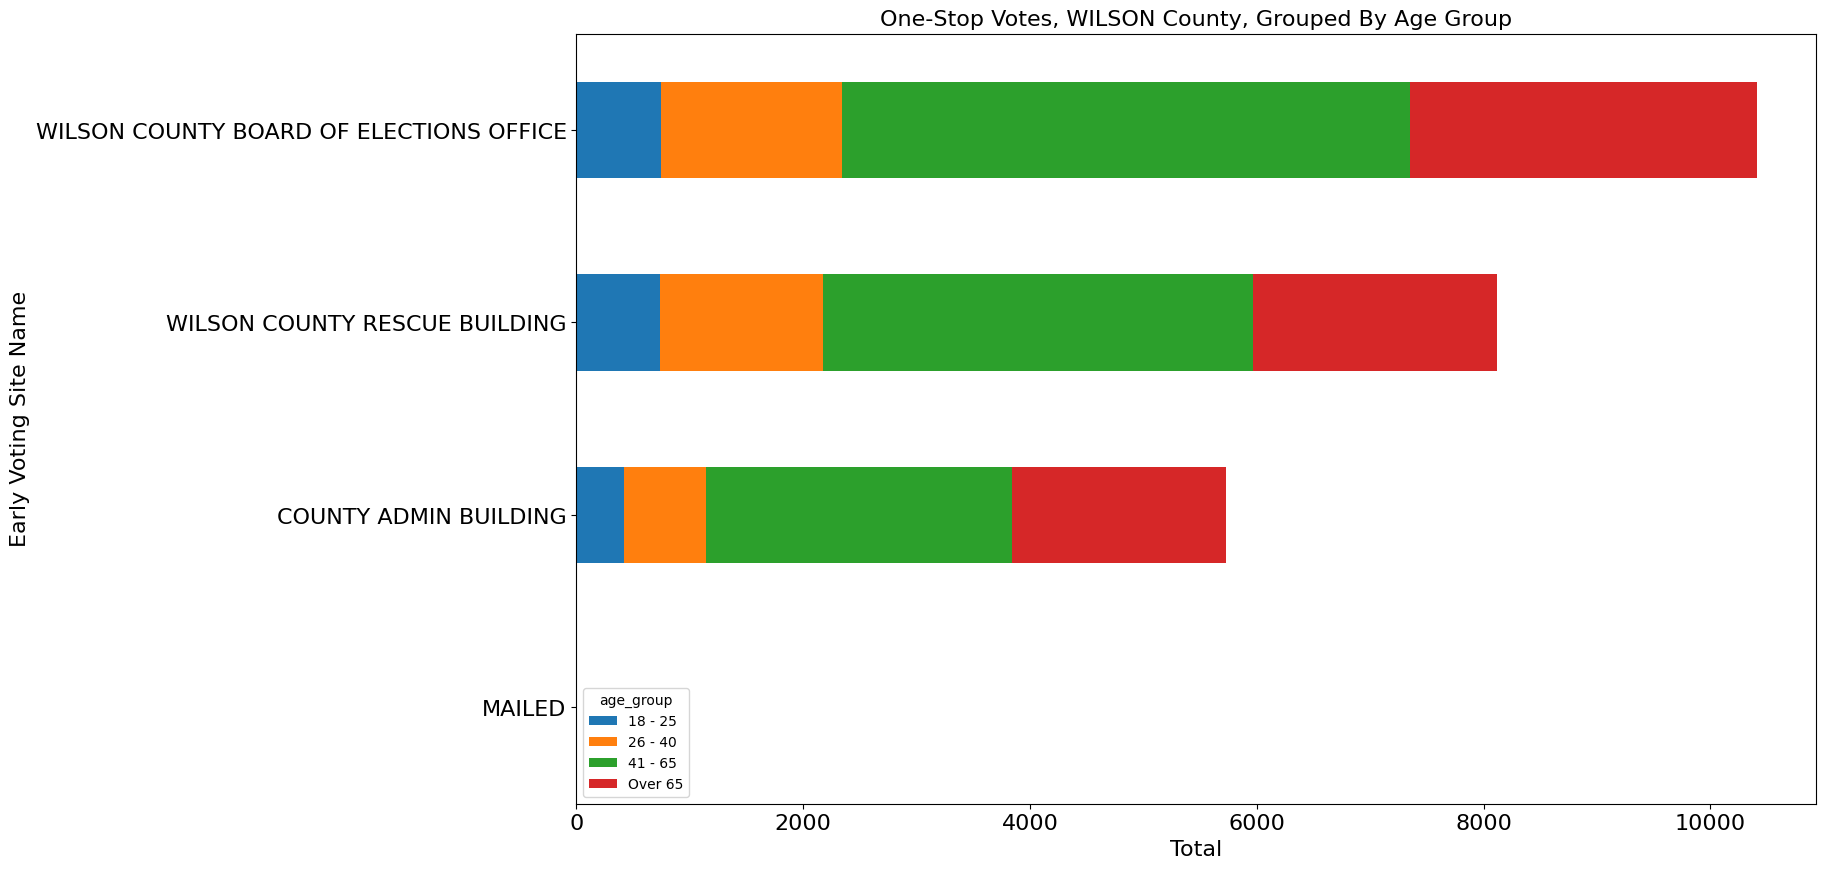 One-Stop Votes, WILSON County, Grouped By Age Group
Early Voting Site Name
WILSON COUNTY BOARD OF ELECTIONS OFFICE
WILSON COUNTY RESCUE BUILDING
COUNTY ADMIN BUILDING
MAILED
age_group
18 - 25
26 - 40
41 - 65
Over 65
0 2000 4000 6000 8000 10000
Total